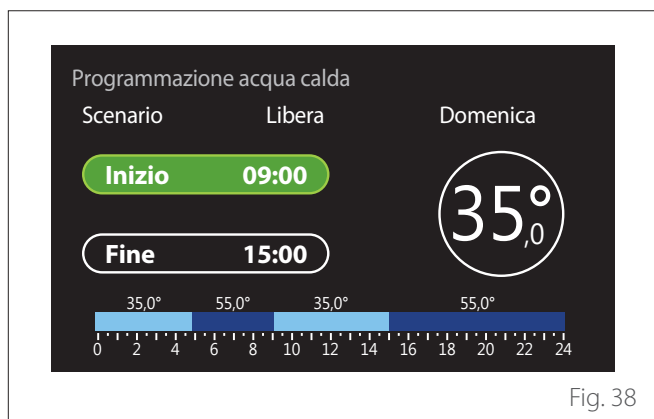 Programmazione acqua calda
Scenario Libera Domenica
Inizio 09:00
35,0°
Fine 15:00
35,0° 55,0° 35,0° 55,0°
0 2 4 6 8 10 12 14 16 18 20 22 24
Fig. 38